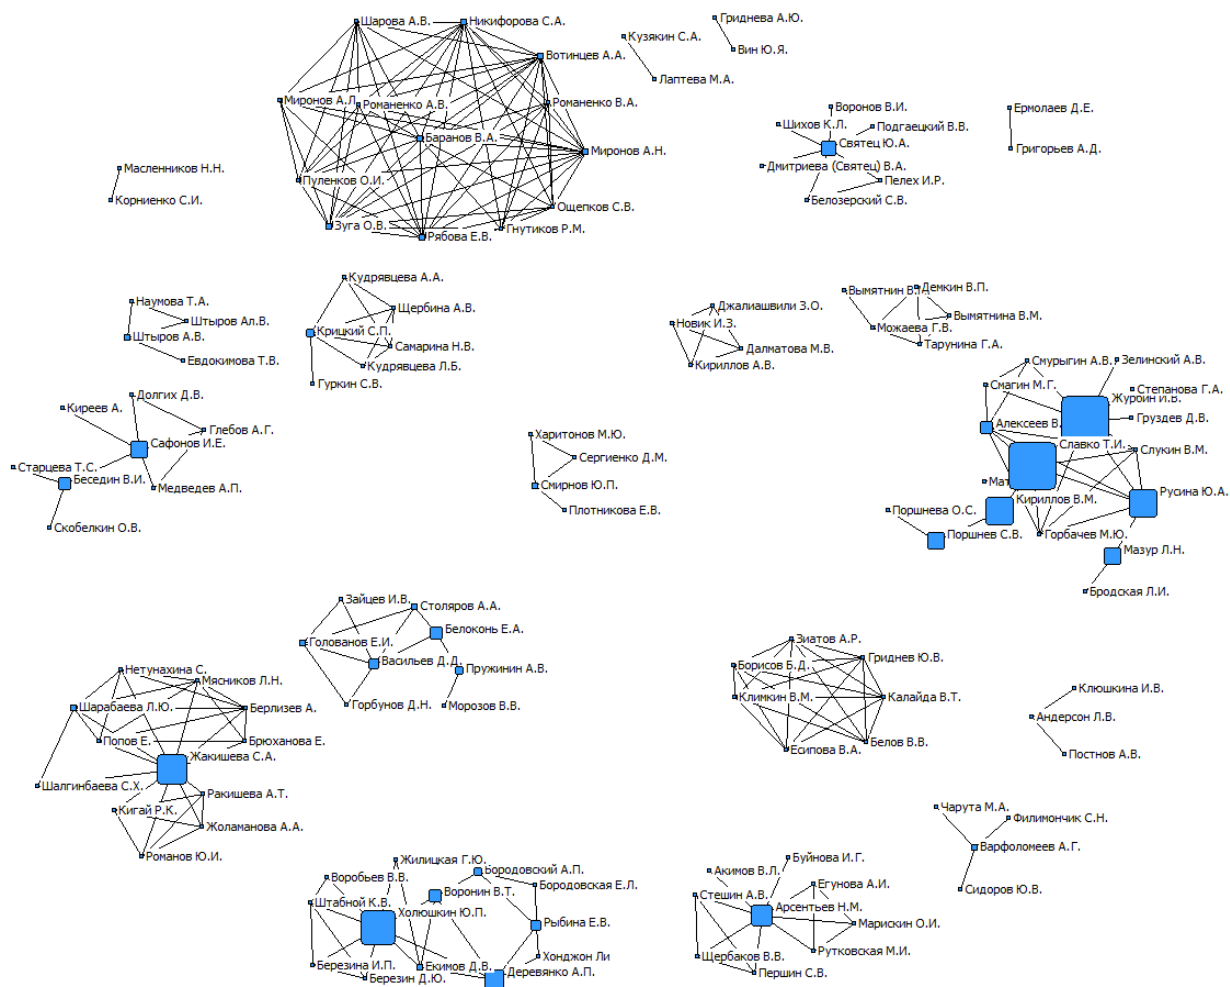 Шарова А.В.
Никифорова С.А.
Гриднева А.Ю.
Кузякин С.А.
Вин Ю.Я.
Вотинцев А.А.
Лаптева М.А.
Миронов А.Л.
Романенко А.В.
Романенко В.А.
Баранов В.А.
Миронов А.Н.
Пуленков О.И.
Ощепков С.В.
Зуга О.В.
Рябова Е.В.
Гнутиков Р.М.
Воронов В.И.
Шихов К.Л.
Подгаецкий В.В.
Святец Ю.А.
Дмитриева (Святец) В.А.
Пелех И.Р.
Белозерский С.В.
Ермолаев Д.Е.
Григорьев А.Д.
Масленников Н.Н.
Корниенко С.И.
Наумова Т.А.
Штыров Ал.В.
Штыров А.В.
Евдокимова Т.В.
Кудрявцева А.А.
Щербина А.В.
Крицкий С.П.
Самарина Н.В.
Кудрявцева Л.Б.
Гуркин С.В.
Джалиашвили З.О.
Новик И.З.
Далматова М.В.
Кириллов А.В.
Вымятнин В.
Демкин В.П.
Вымятнина В.М.
Можаева Г.В.
Тарунина Г.А.
Смурыгин А.В.
Зелинский А.В.
Смагин М.Г.
Степанова Г.А.
Журбин И.В.
Груздев Д.В.
Алексеев В.
Славко Т.И.
Слукин В.М.
Мат
Русина Ю.А.
Кириллов В.М.
Поршнева О.С.
Поршнев С.В.
Горбачев М.Ю.
Мазур Л.Н.
Бродская Л.И.
Долгих Д.В.
Киреев А.
Глебов А.Г.
Сафонов И.Е.
Старцева Т.С.
Беседин В.И.
Медведев А.П.
Скобелкин О.В.
Харитонов М.Ю.
Сергиенко Д.М.
Смирнов Ю.П.
Плотникова Е.В.
Зайцев И.В.
Столяров А.А.
Белоконь Е.А.
Голованов Е.И.
Васильев Д.Д.
Пружинин А.В.
Горбунов Д.Н.
Морозов В.В.
Нетунахина С.
Мясников Л.Н.
Шарабаева Л.Ю.
Берлизев А.
Попов Е.
Брюханова Е.
Жакишева С.А.
Шалгинбаева С.Х.
Ракишева А.Т.
Кигай Р.К.
Жоламанова А.А.
Романов Ю.И.
Зиатов А.Р.
Гриднев Ю.В.
Борисов Б.Д.
Климкин В.М.
Калайда В.Т.
Белов В.В.
Есипова В.А.
Клюшкина И.В.
Андерсон Л.В.
Постнов А.В.
Чарута М.А.
Филимончик С.Н.
Варфоломеев А.Г.
Сидоров Ю.В.
Жилицкая Г.Ю.
Бородовский А.П.
Воробьев В.В.
Воронин В.Т.
Бородовская Е.Л.
Штабной К.В.
Холюшкин Ю.П.
Рыбина Е.В.
Березина И.П.
Екимов Д.В.
Хонджон Ли
Березин Д.Ю.
Деревянко А.П.
Буйнова И.Г.
Акимов В.Л.
Стешин А.В.
Егунова А.И.
Арсентьев Н.М.
Марискин О.И.
Щербаков В.В.
Рутковская М.И.
Першин С.В.